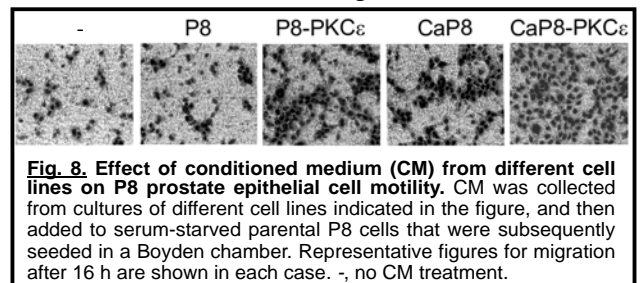 - P8 P8-PKCε CaP8 CaP8-PKCε
Fig. 8. Effect of conditioned medium (CM) from different cell
lines on P8 prostate epithelial cell motility. CM was collected
from cultures of different cell lines indicated in the figure, and then
added to serum-starved parental P8 cells that were subsequently
seeded in a Boyden chamber. Representative figures for migration
after 16 h are shown in each case. -, no CM treatment.